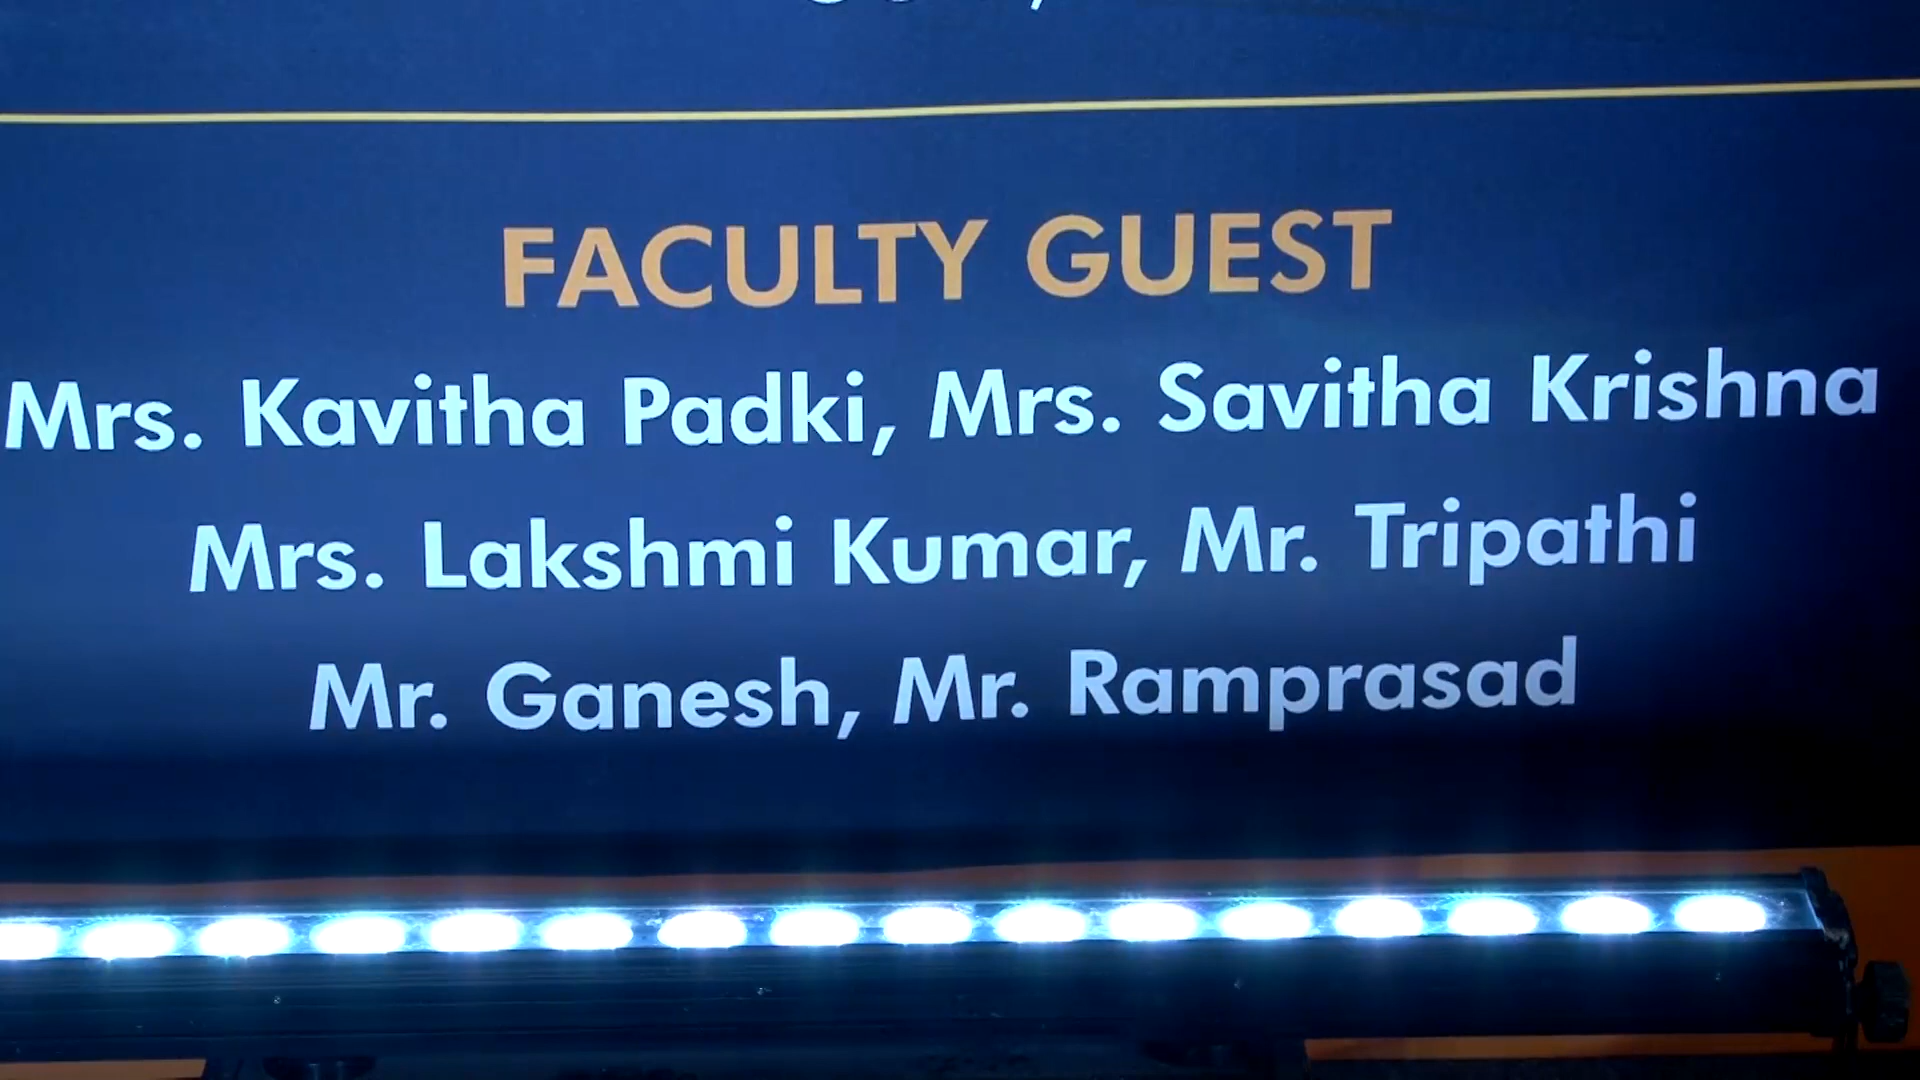 FACULTY GUEST
Mrs. Kavitha Padki, Mrs. Savitha Krishna
Mrs. Lakshmi Kumar, Mr. Tripathi
Mr. Ganesh, Mr. Ramprasad